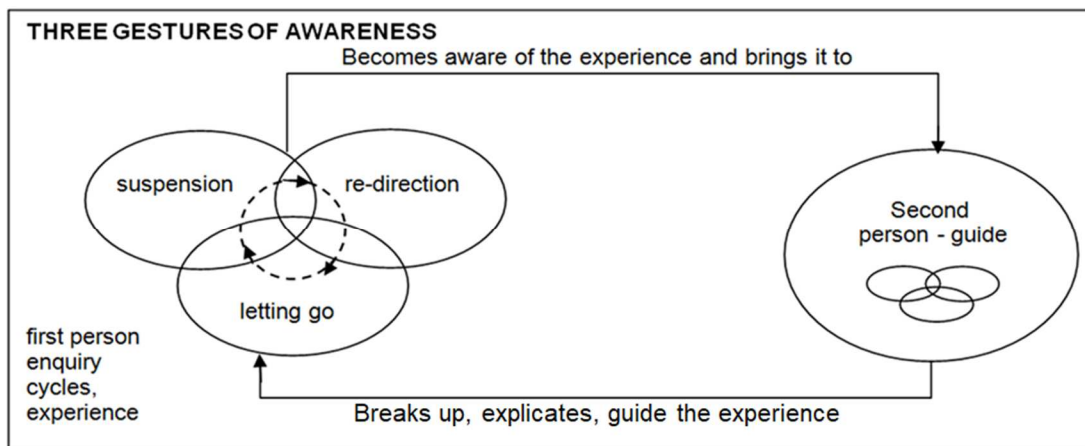 THREE GESTURES OF AWARENESS
Becomes aware of the experience and brings it to
suspension
re-direction
letting go
first person
enquiry
cycles,
experience
Second
person - guide
Breaks up, explicates, guide the experience